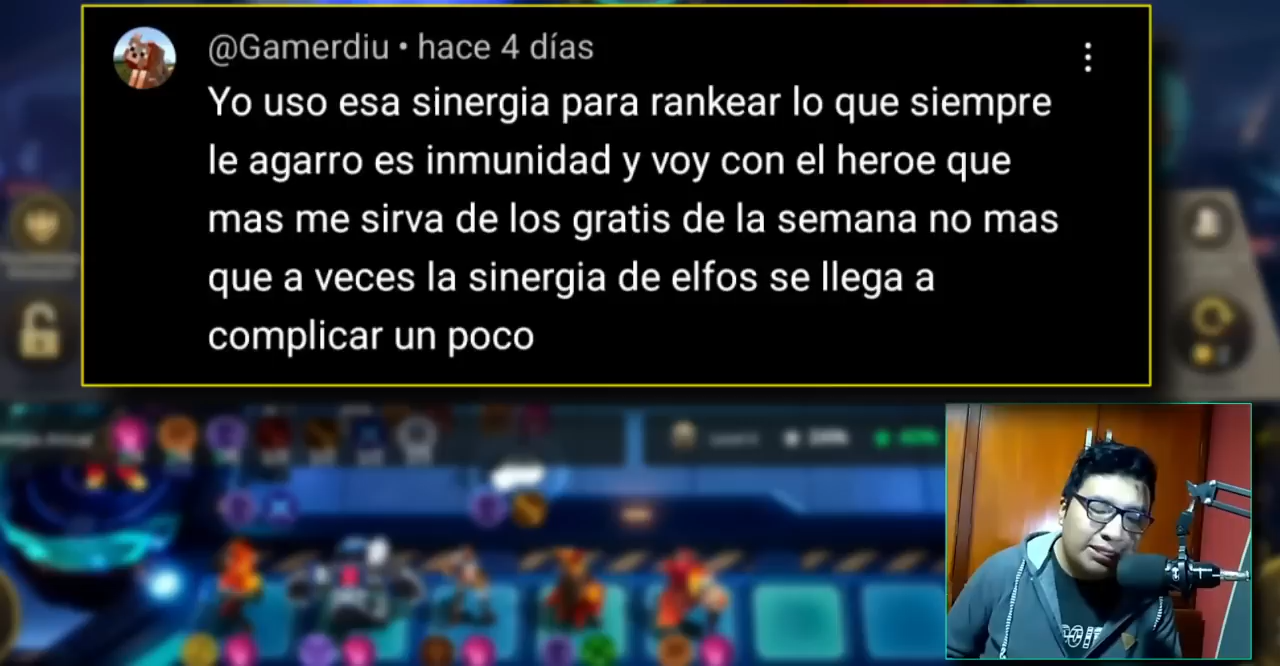 @Gamerdiu • hace 4 días
Yo uso esa sinergia para rankear lo que siempre
le agarro es inmunidad y voy con el heroe que
mas me sirva de los gratis de la semana no mas
que a veces la sinergia de elfos se llega a
complicar un poco